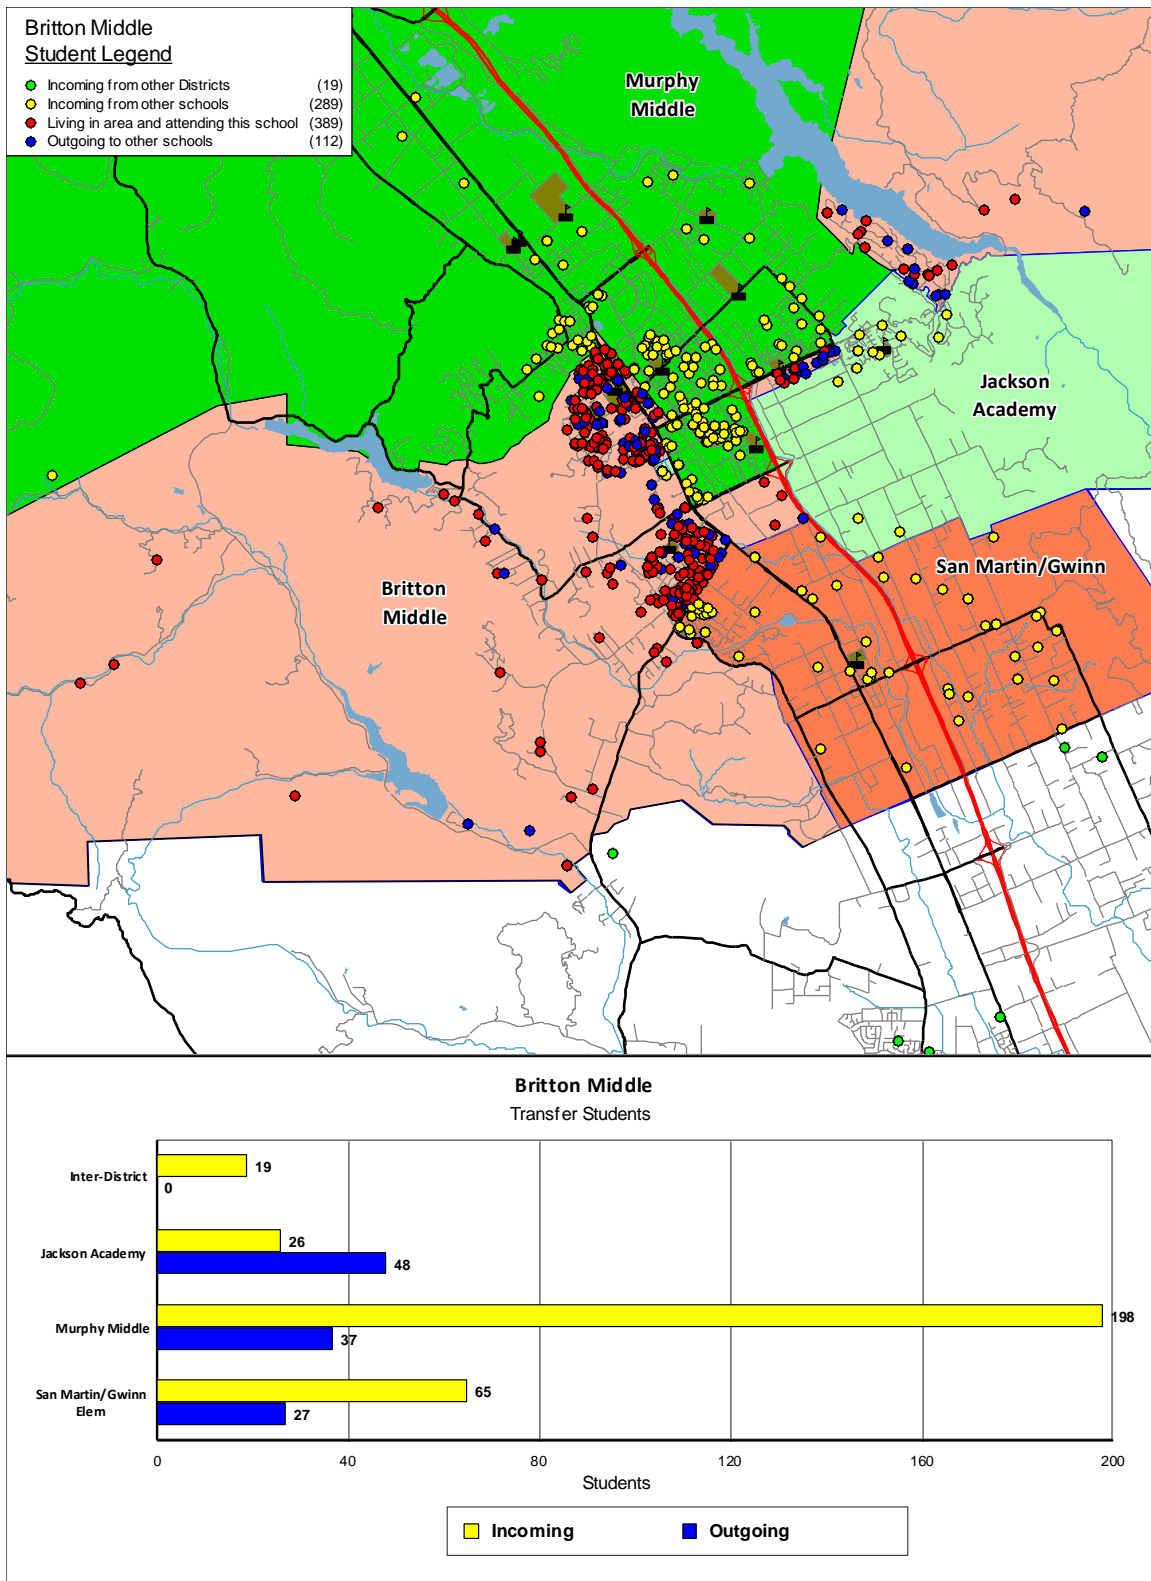 Britton Middle
Student Legend
Incoming from other Districts (19)
Incoming from other schools (289)
Living in area and attending this school (389)
Outgoing to other schools (112)
Murphy
Middle
Jackson
Academy
San Martin/Gwinn
Britton
Middle
Britton Middle
Transfer Students
Inter-District
19
0
Jackson Academy
26
48
Murphy Middle
198
37
San Martin/Gwinn
Elem
65
27
0 40 80 120 160 200
Students
Incoming Outgoing